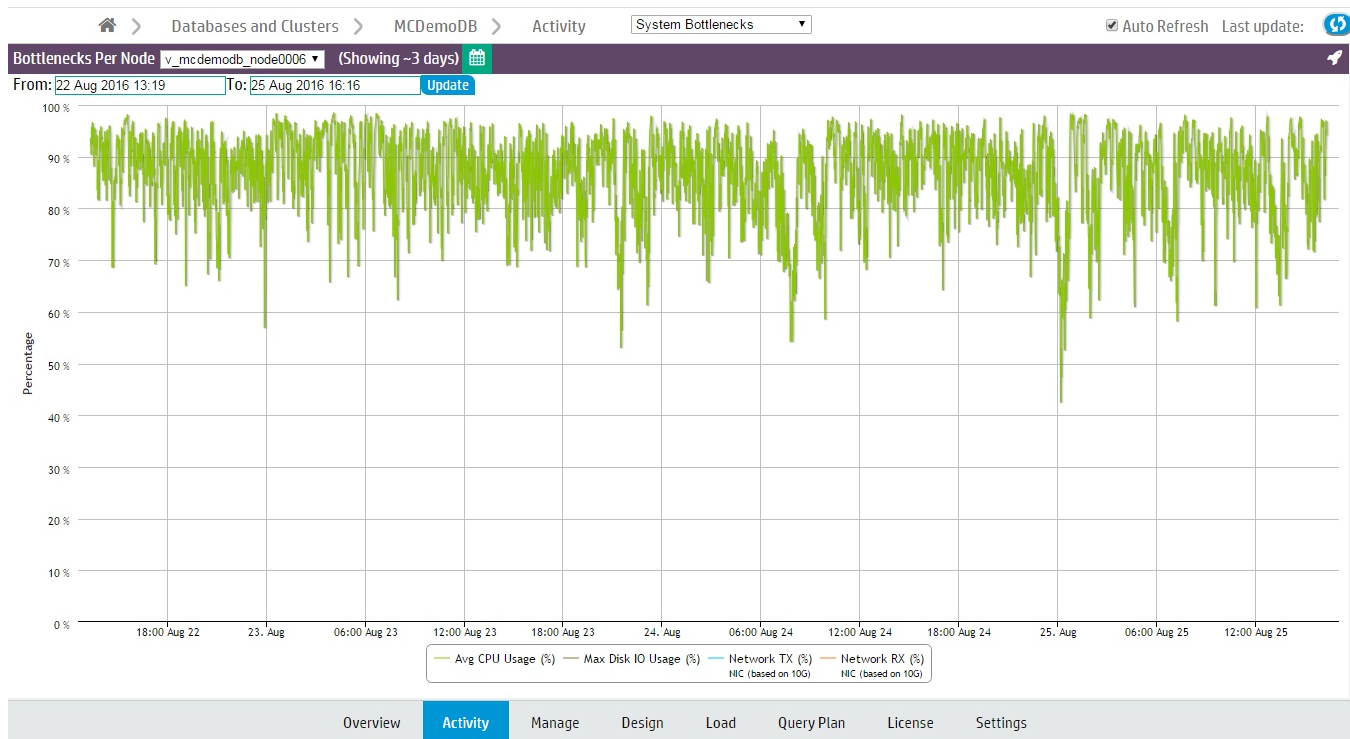 Databases and Clusters MCDemoDB Activity System Bottlenecks Auto Refresh Last update:
Bottlenecks Per Node v_mcdemodb_node0006 (Showing ~3 days)
From: 22 Aug 2016 13:19 To: 25 Aug 2016 16:16 Update
100 %
90 %
80 %
70 %
60 %
50 %
40 %
30 %
20 %
10 %
0 %
Percentage
18:00 Aug 22 23. Aug 06:00 Aug 23 12:00 Aug 23 18:00 Aug 23 24. Aug 06:00 Aug 24 12:00 Aug 24 18:00 Aug 24 25. Aug 06:00 Aug 25 12:00 Aug 25
Avg CPU Usage (%) Max Disk IO Usage (%) Network TX (%) Network RX (%)
NIC (based on 10G) NIC (based on 10G)
Overview Activity Manage Design Load Query Plan License Settings